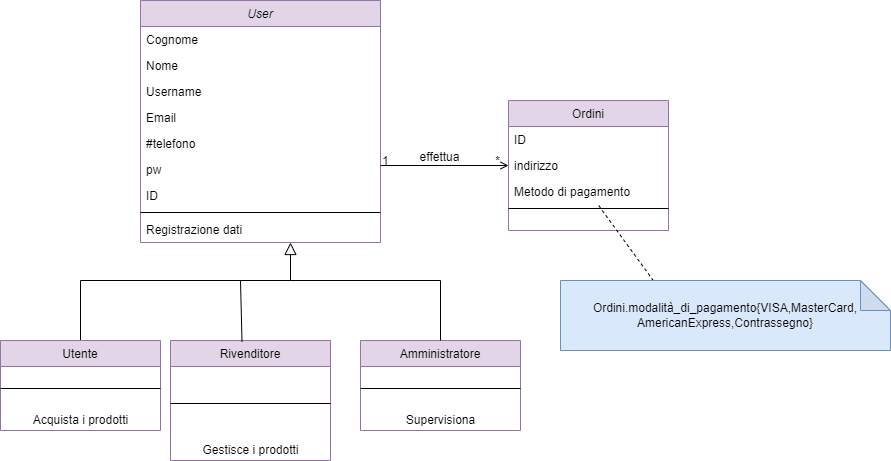 User
Cognome
Nome
Username
Email
#telefono
pw
ID
Registrazione dati
1
effettua
*
Ordini
ID
indirizzo
Metodo di pagamento
Ordini.modalità_di_pagamento{VISA,MasterCard,
AmericanExpress,Contrassegno}
Utente
Acquista i prodotti
Rivenditore
Gestisce i prodotti
Amministratore
Supervisiona